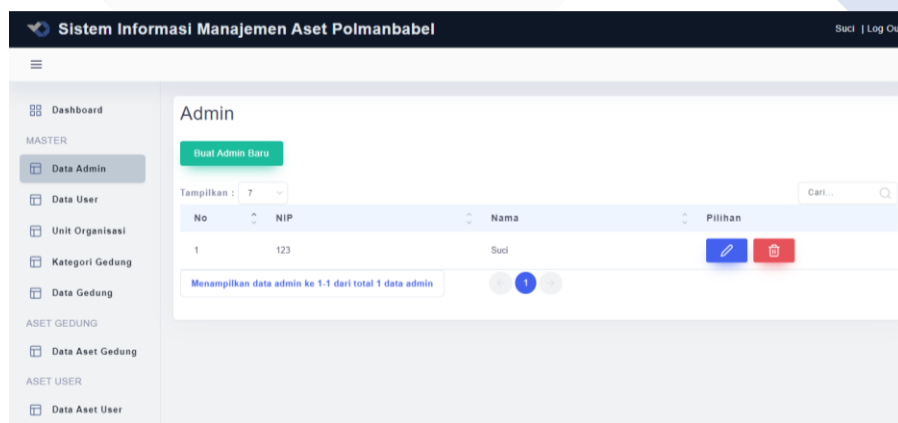 Sistem Informasi Manajemen Aset Polmanbabel
Suci | Log Ou
Dashboard
MASTER
Data Admin
Data User
Unit Organisasi
Kategori Gedung
Data Gedung
ASET GEDUNG
Data Aset Gedung
ASET USER
Data Aset User
Admin
Buat Admin Baru
Tampilkan : 7
Cari...
No NIP Nama Pilihan
1 123 Suci
Menampilkan data admin ke 1-1 dari total 1 data admin
1